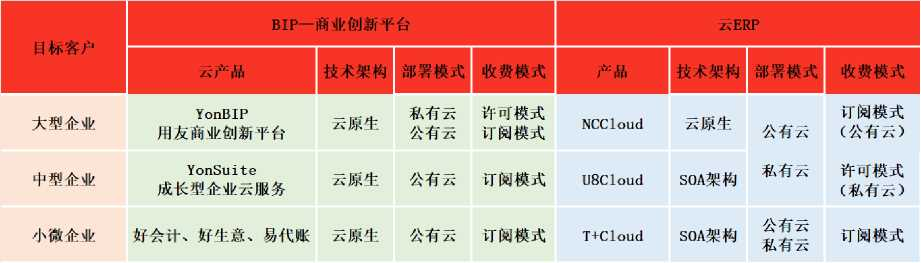 目标客户
BIP—商业创新平台
云ERP
云产品
技术架构
部署模式
收费模式
产品
技术架构
部署模式
收费模式
大型企业
YonBIP
用友商业创新平台
云原生
私有云
公有云
许可模式
订阅模式
NCCloud
云原生
公有云
私有云
订阅模式
（公有云）
中型企业
YonSuite
成长型企业云服务
云原生
公有云
订阅模式
U8Cloud
SOA架构
许可模式
（私有云）
小微企业
好会计、好生意、易代账
云原生
公有云
订阅模式
T+Cloud
SOA架构
公有云
私有云
订阅模式